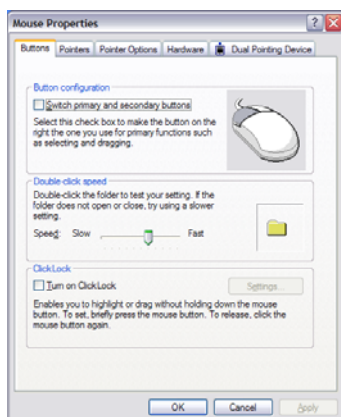 Mouse Properties
Buttons Pointers Pointer Options Hardware Dual Pointing Device
Button configuration
Switch primary and secondary buttons
Select this check box to make the button on the
right the one you use for primary functions such
as selecting and dragging.
Double-click speed
Double-click the folder to test your setting. If the
folder does not open or close, try using a slower
setting.
Speed: Slow Fast
ClickLock
Turn on ClickLock
Settings...
Enables you to highlight or drag without holding down the mouse
button. To set, briefly press the mouse button. To release, click the
mouse button again.
OK Cancel Apply